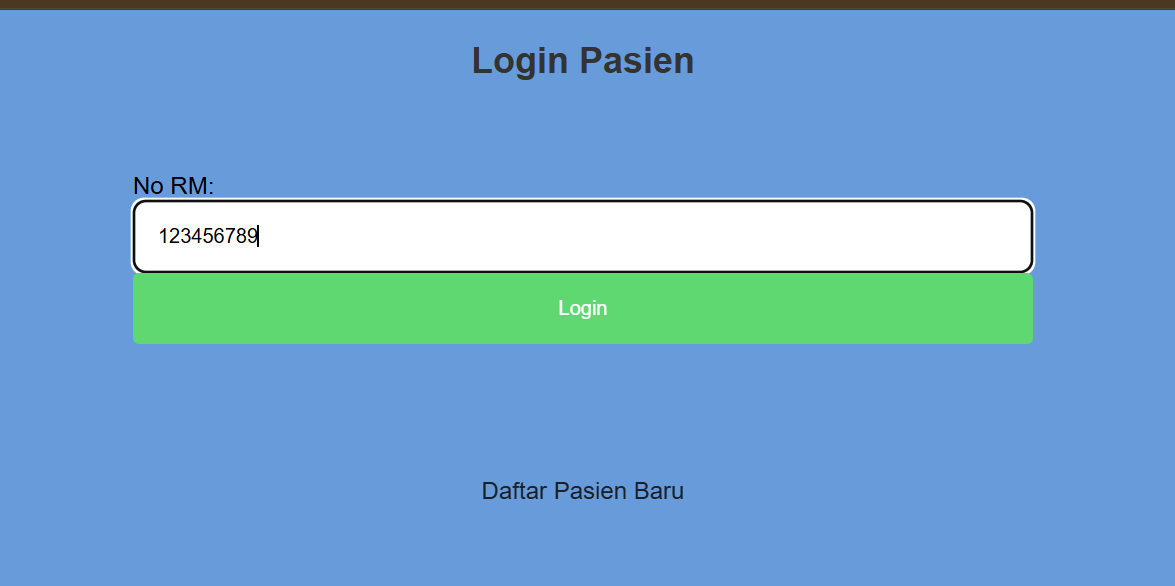 Login Pasien
No RM:
123456789
Login
Daftar Pasien Baru